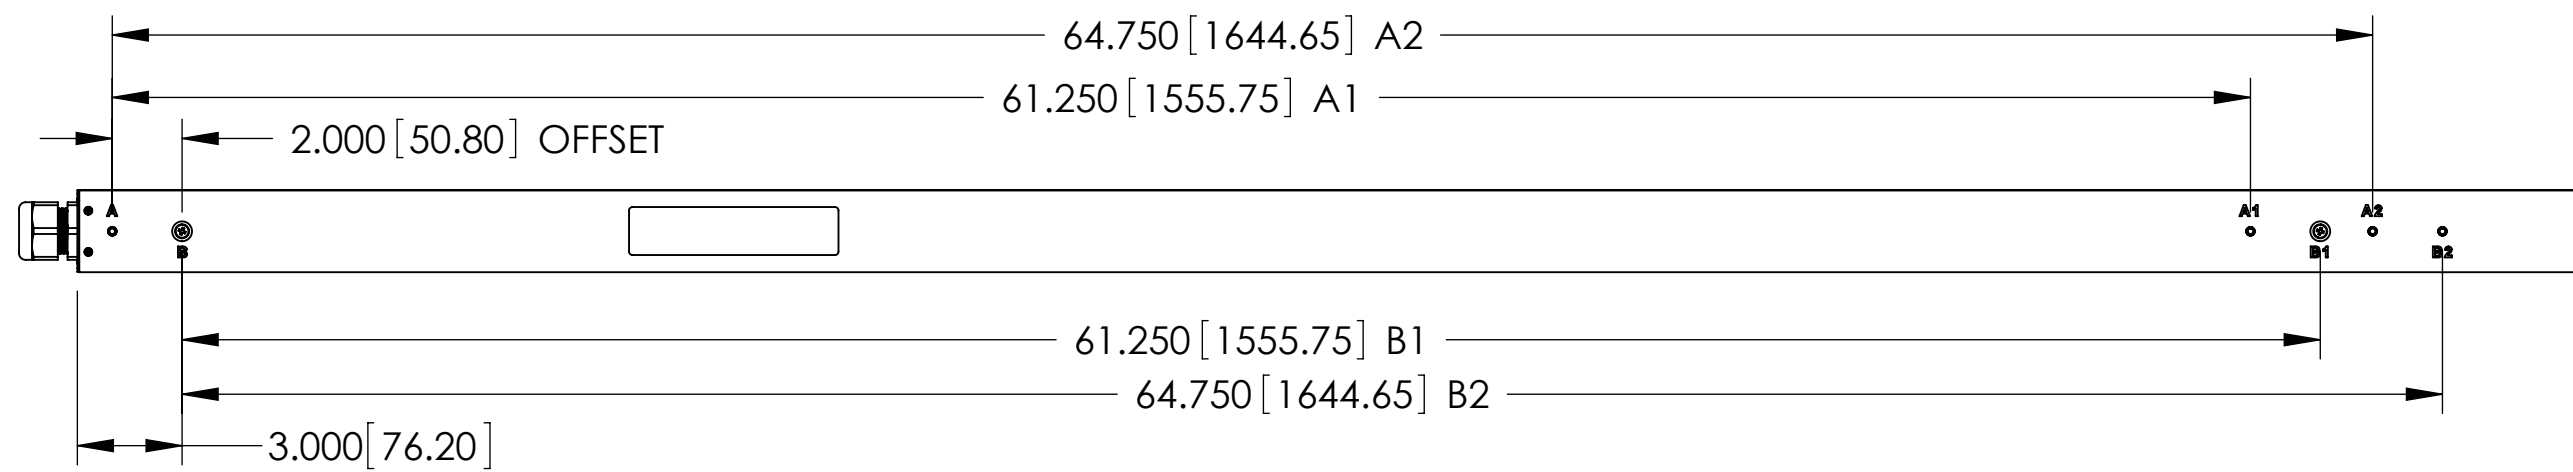 64.750[1644.65] A2
61.250[1555.75] A1
2.000[50.80] OFFSET
A
A1
A2
B
B1
B2
61.250[1555.75] B1
64.750[1644.65] B2
3.000[76.20]